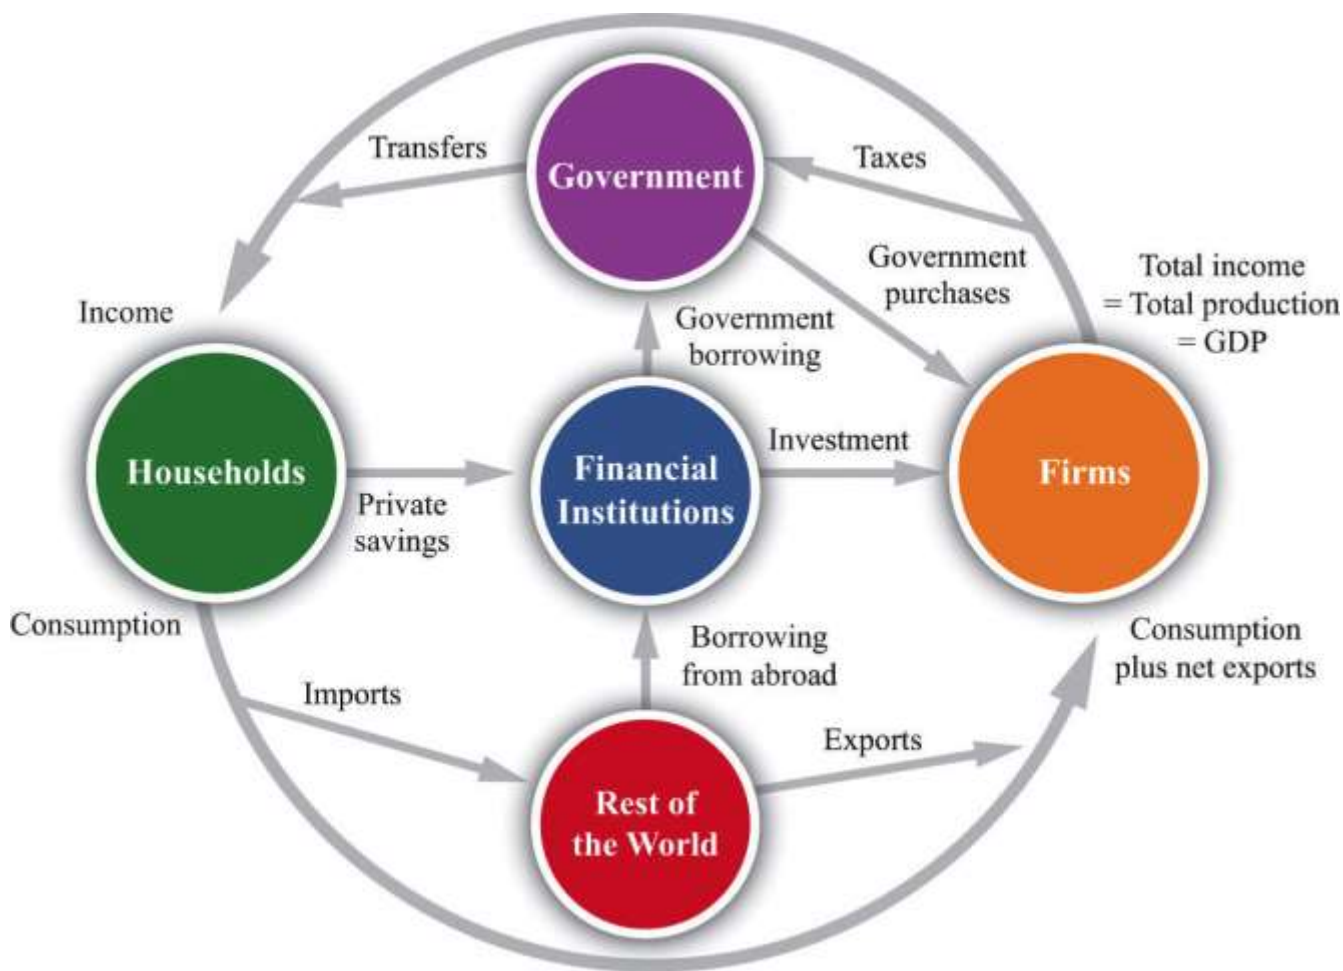 Transfers
Government
Taxes
Government
purchases
Total income
= Total production
= GDP
Income
Government
borrowing
Households
Private
savings
Financial
Institutions
Investment
Firms
Consumption
Imports
Borrowing
from abroad
Exports
Consumption
plus net exports
Rest of
the World